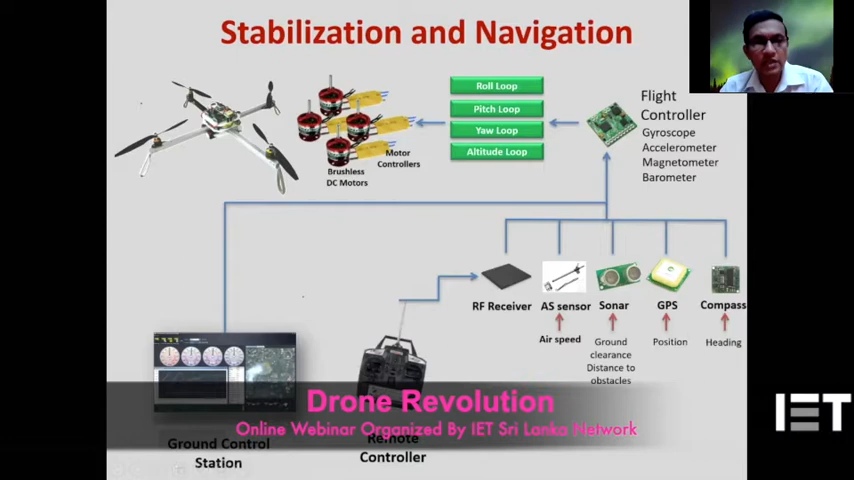 Stabilization and Navigation
Roll Loop
Pitch Loop
Yaw Loop
Altitude Loop
Flight
Controller
Gyroscope
Accelerometer
Magnetometer
Barometer
Motor
Controllers
Brushless
DC Motors
RF Receiver
AS sensor
Sonar
GPS
Compass
Air speed
Ground
clearance
Distance to
obstacles
Position
Heading
Drone Revolution
Online Webinar Organized By IET Sri Lanka Network
IET
Ground Control
Station
Remote
Controller